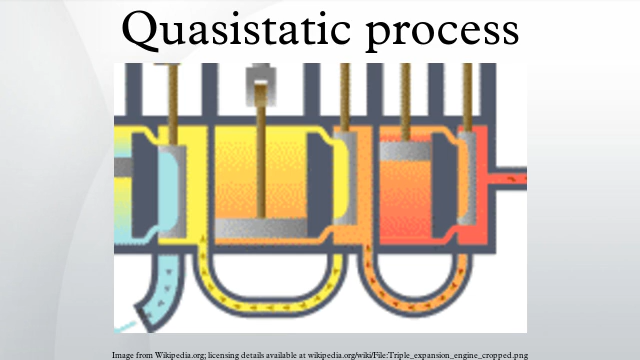 Quasistatic process
Image from Wikipedia.org; licensing details available at wikipedia.org/wiki/File:Triple_expansion_engine_cropped.png